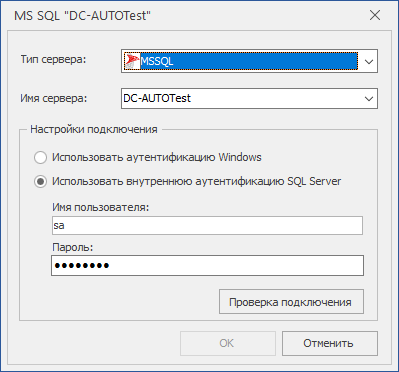 MS SQL "DC-AUTOTest"
Тип сервера: MSSQL
Имя сервера: DC-AUTOTest
Настройки подключения
Использовать аутентификацию Windows
Использовать внутреннюю аутентификацию SQL Server
Имя пользователя:
sa
Пароль:
●●●●●●●●
Проверка подключения
OK Отменить